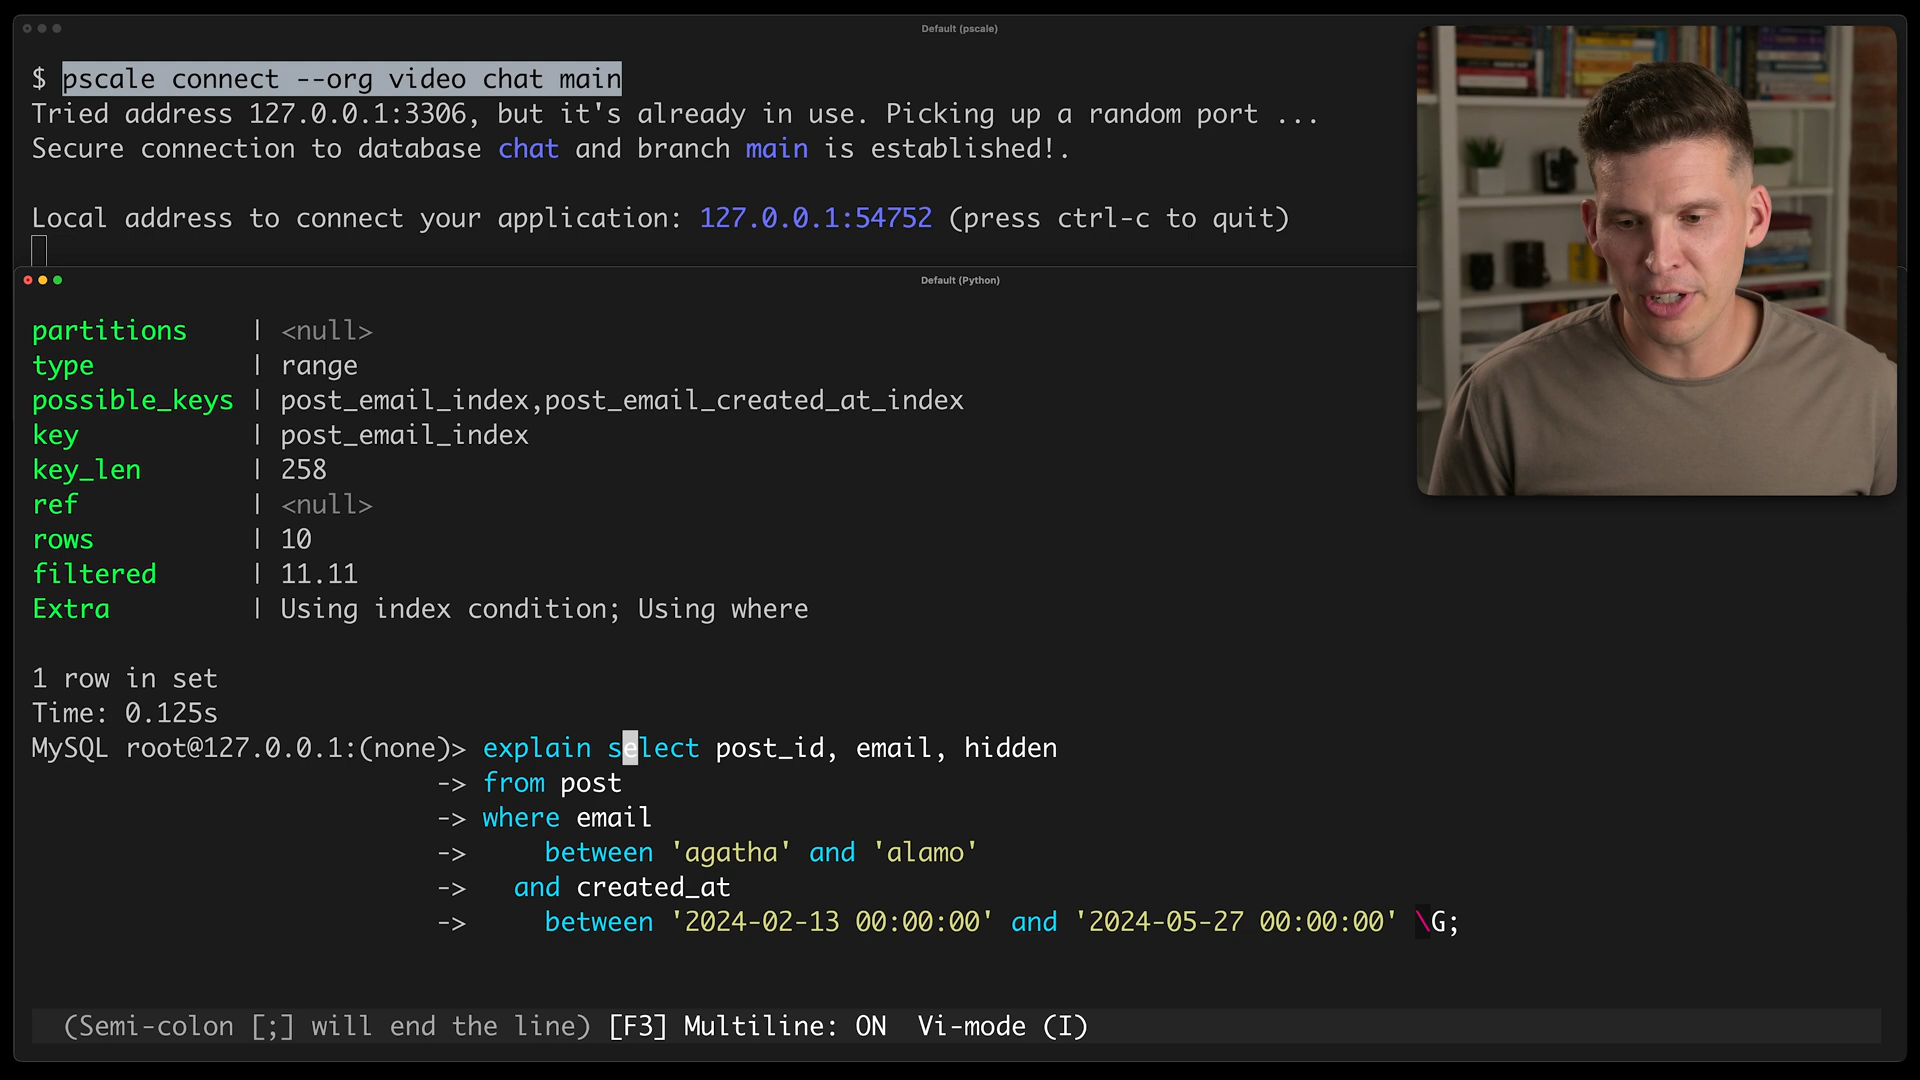 Default (pscale)
$ pscale connect --org video chat main
Tried address 127.0.0.1:3306, but it's already in use. Picking up a random port ...
Secure connection to database chat and branch main is established!.
Local address to connect your application: 127.0.0.1:54752 (press ctrl-c to quit)
Default (Python)
partitions | <null>
type | range
possible_keys | post_email_index,post_email_created_at_index
key | post_email_index
key_len | 258
ref | <null>
rows | 10
filtered | 11.11
Extra | Using index condition; Using where
1 row in set
Time: 0.125s
MySQL root@127.0.0.1:(none)> explain select post_id, email, hidden
-> from post
-> where email
-> between 'agatha' and 'alamo'
-> and created_at
-> between '2024-02-13 00:00:00' and '2024-05-27 00:00:00' \G;
(Semi-colon [;] will end the line) [F3] Multiline: ON Vi-mode (I)